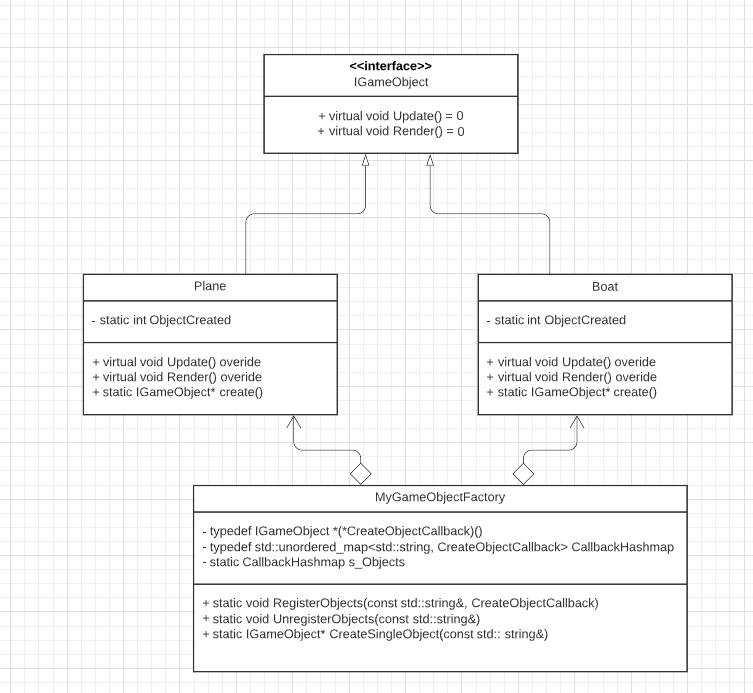 <<interface>>
IGameObject
+ virtual void Update() = 0
+ virtual void Render() = 0
Plane
- static int ObjectCreated
+ virtual void Update() overide
+ virtual void Render() overide
+ static IGameObject* create()
Boat
- static int ObjectCreated
+ virtual void Update() overide
+ virtual void Render() overide
+ static IGameObject* create()
MyGameObjectFactory
- typedef IGameObject *(*CreateObjectCallback)()
- typedef std::unordered_map<std::string, CreateObjectCallback> CallbackHashmap
- static CallbackHashmap s_Objects
+ static void RegisterObjects(const std::string&, CreateObjectCallback)
+ static void UnregisterObjects(const std::string&)
+ static IGameObject* CreateSingleObject(const std:: string&)